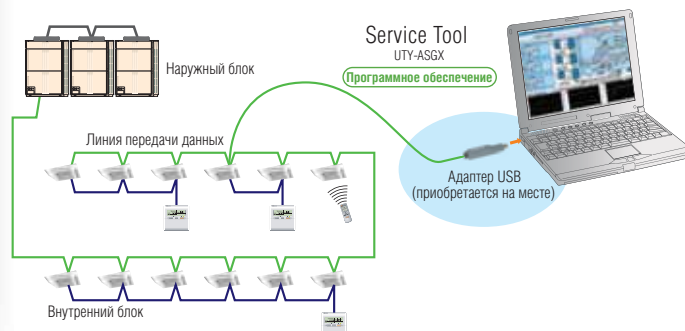 Service Tool
UTY-ASGX
Программное обеспечение
Наружный блок
Линия передачи данных
Адаптер USB
(приобретается на месте)
Внутренний блок